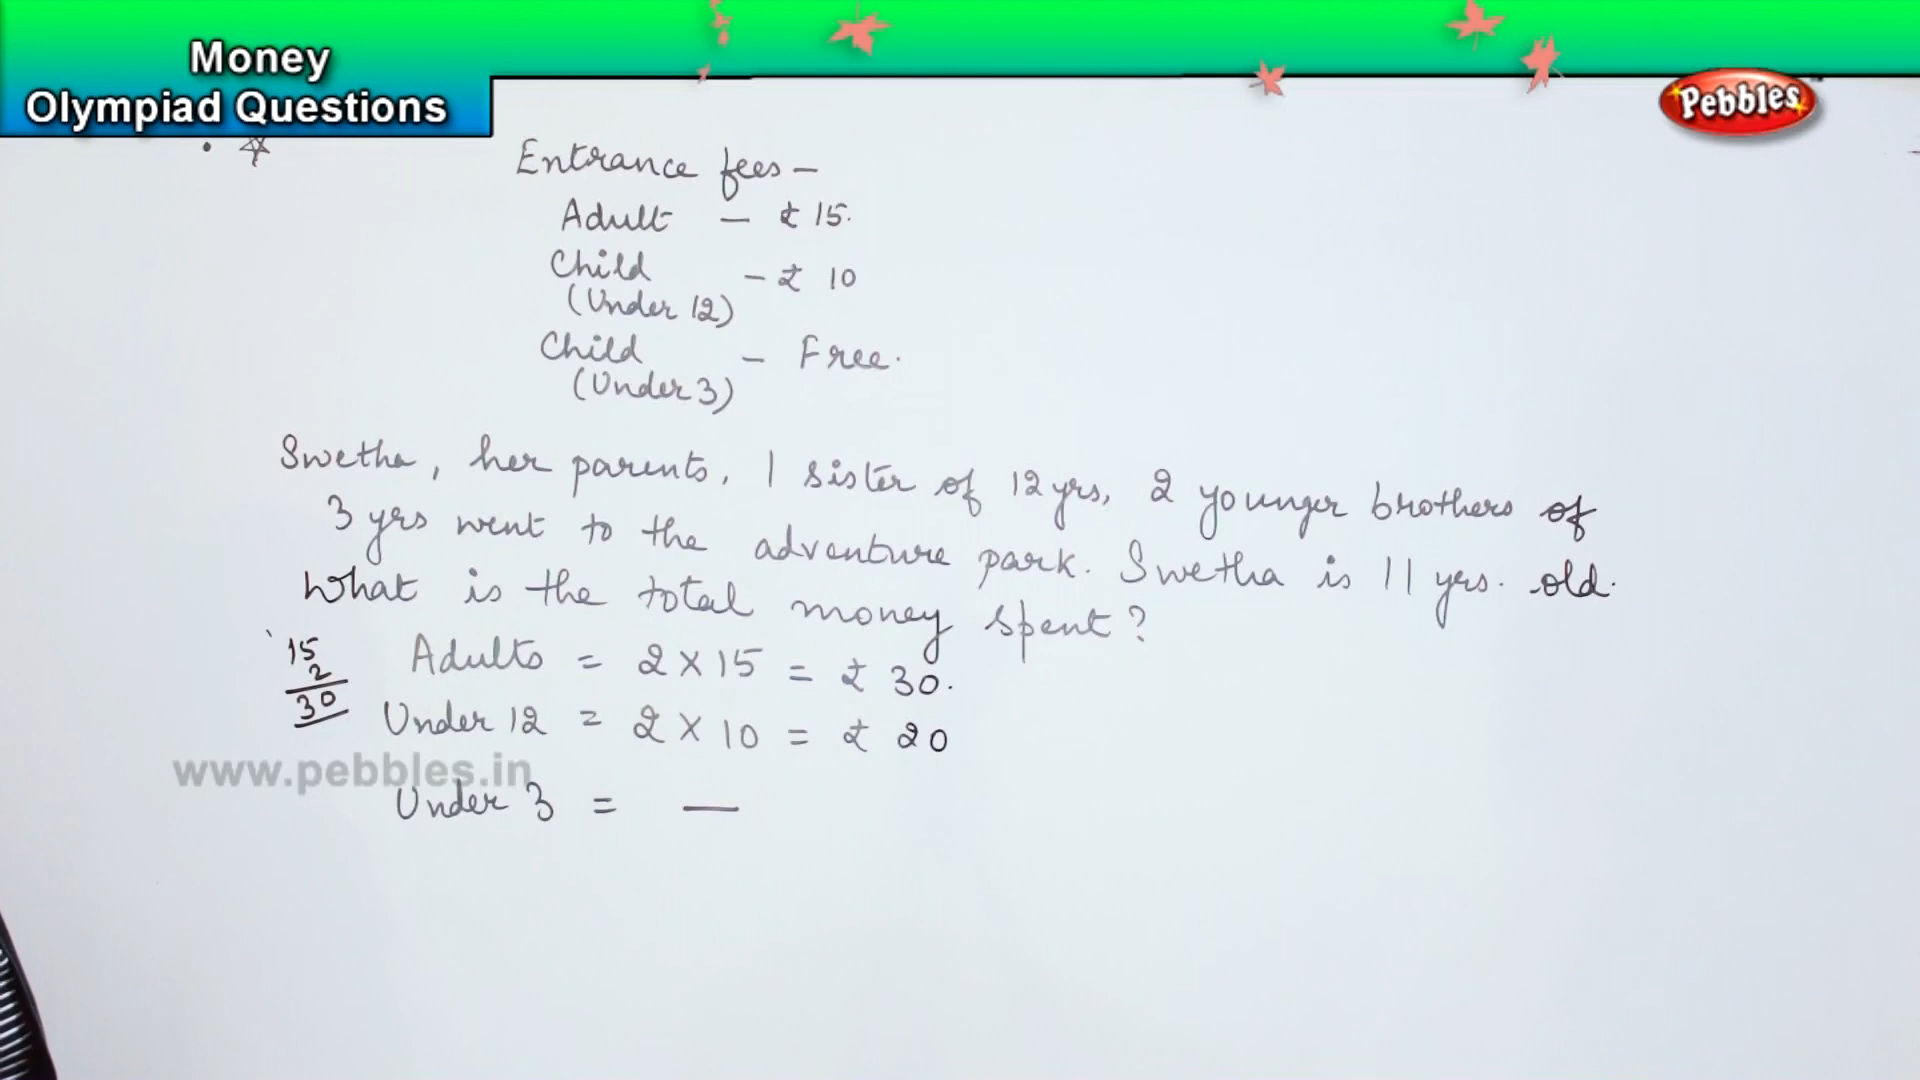 Money
Olympiad Questions
Pebbles
Entrance fees –
Adult – ₹ 15.
Child – ₹ 10
(Under 12)
Child – Free.
(Under 3)
Swetha, her parents, 1 sister of 12 yrs, 2 younger brothers of
3 yrs went to the adventure park. Swetha is 11 yrs. old.
What is the total money spent?
15
2
30
Adults = 2 × 15 = ₹ 30.
Under 12 = 2 × 10 = ₹ 20
www.pebbles.in
Under 3 = —